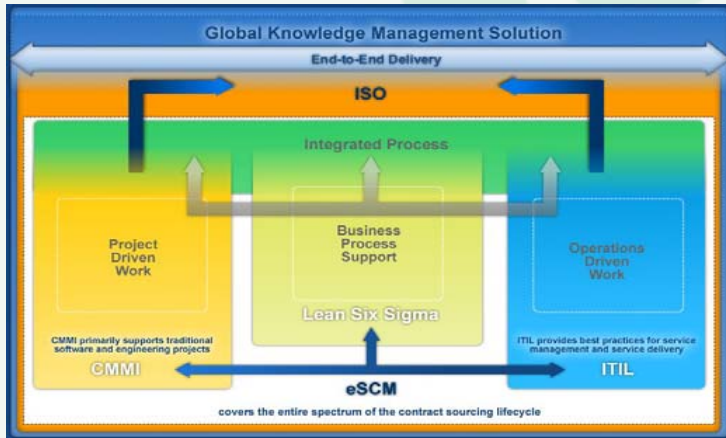 Global Knowledge Management Solution
End-to-End Delivery
ISO
Integrated Process
Project
Driven
Work
Business
Process
Support
Operations
Driven
Work
Lean Six Sigma
CMMI primarily supports traditional
software and engineering projects
CMMI
ITIL provides best practices for service
management and service delivery
ITIL
eSCM
covers the entire spectrum of the contract sourcing lifecycle